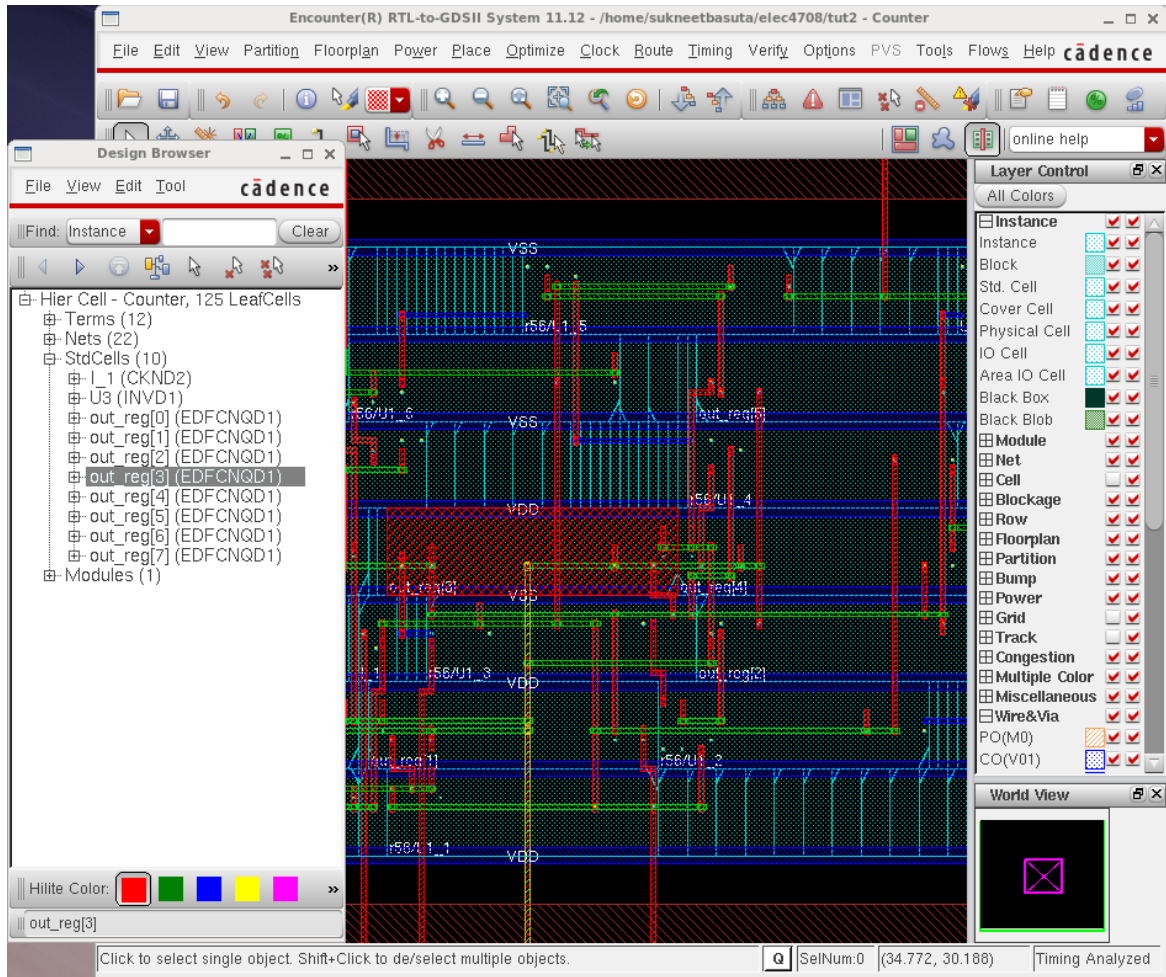 Encounter(R) RTL-to-GDSII System 11.12 - /home/sukneetbasuta/elec4708/tut2 - Counter
File Edit View Partition Floorplan Power Place Optimize Clock Route Timing Verify Options PVS Tools Flows Help cādence
online help
Design Browser
File View Edit Tool cādence
Find: Instance Clear
»
Hier Cell - Counter, 125 LeafCells
Terms (12)
Nets (22)
StdCells (10)
I_1 (CKND2)
U3 (INVD1)
out_reg[0] (EDFCNQD1)
out_reg[1] (EDFCNQD1)
out_reg[2] (EDFCNQD1)
out_reg[3] (EDFCNQD1)
out_reg[4] (EDFCNQD1)
out_reg[5] (EDFCNQD1)
out_reg[6] (EDFCNQD1)
out_reg[7] (EDFCNQD1)
Modules (1)
Hilite Color: »
out_reg[3]
VSS
r56/U1_5
r56/U1_6
VSS
out_reg[5]
r56/U1_4
VDD
out_reg[3]
VSS
out_reg[4]
r56/U1_3
VDD
out_reg[2]
out_reg[1]
r56/U1_2
r56/U1_1
VDD
Layer Control
All Colors
Instance
Instance
Block
Std. Cell
Cover Cell
Physical Cell
IO Cell
Area IO Cell
Black Box
Black Blob
Module
Net
Cell
Blockage
Row
Floorplan
Partition
Bump
Power
Grid
Track
Congestion
Multiple Color
Miscellaneous
Wire&Via
PO(M0)
CO(V01)
World View
Click to select single object. Shift+Click to de/select multiple objects. Q SelNum:0 (34.772, 30.188) Timing Analyzed